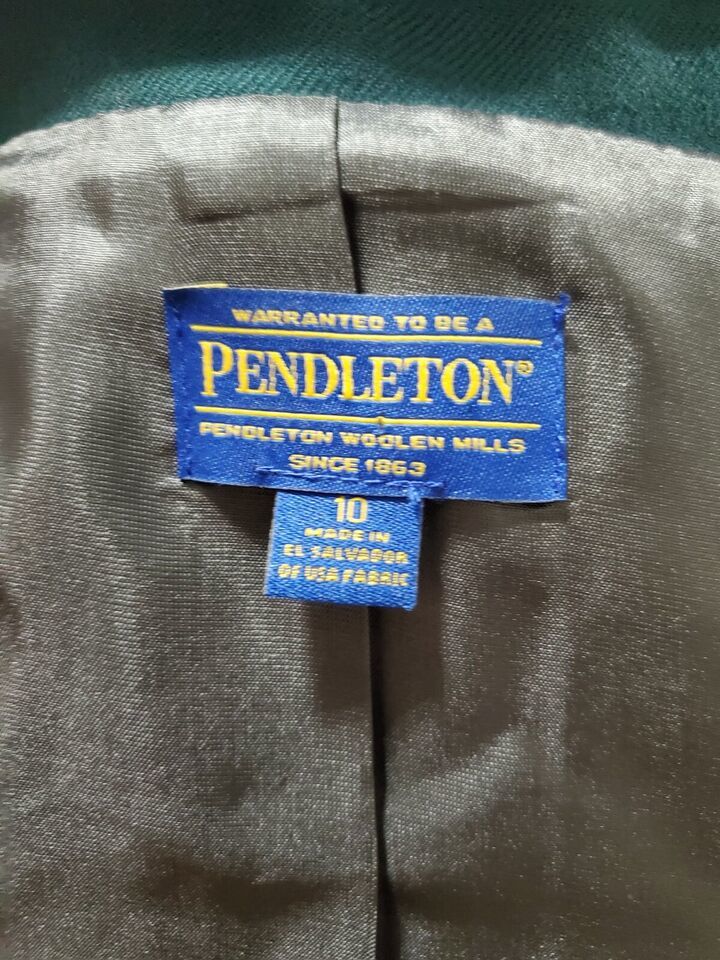 WARRANTED TO BE A
PENDLETON®
PENDLETON WOOLEN MILLS
SINCE 1863
10
MADE IN
EL SALVADOR
OF USA FABRIC